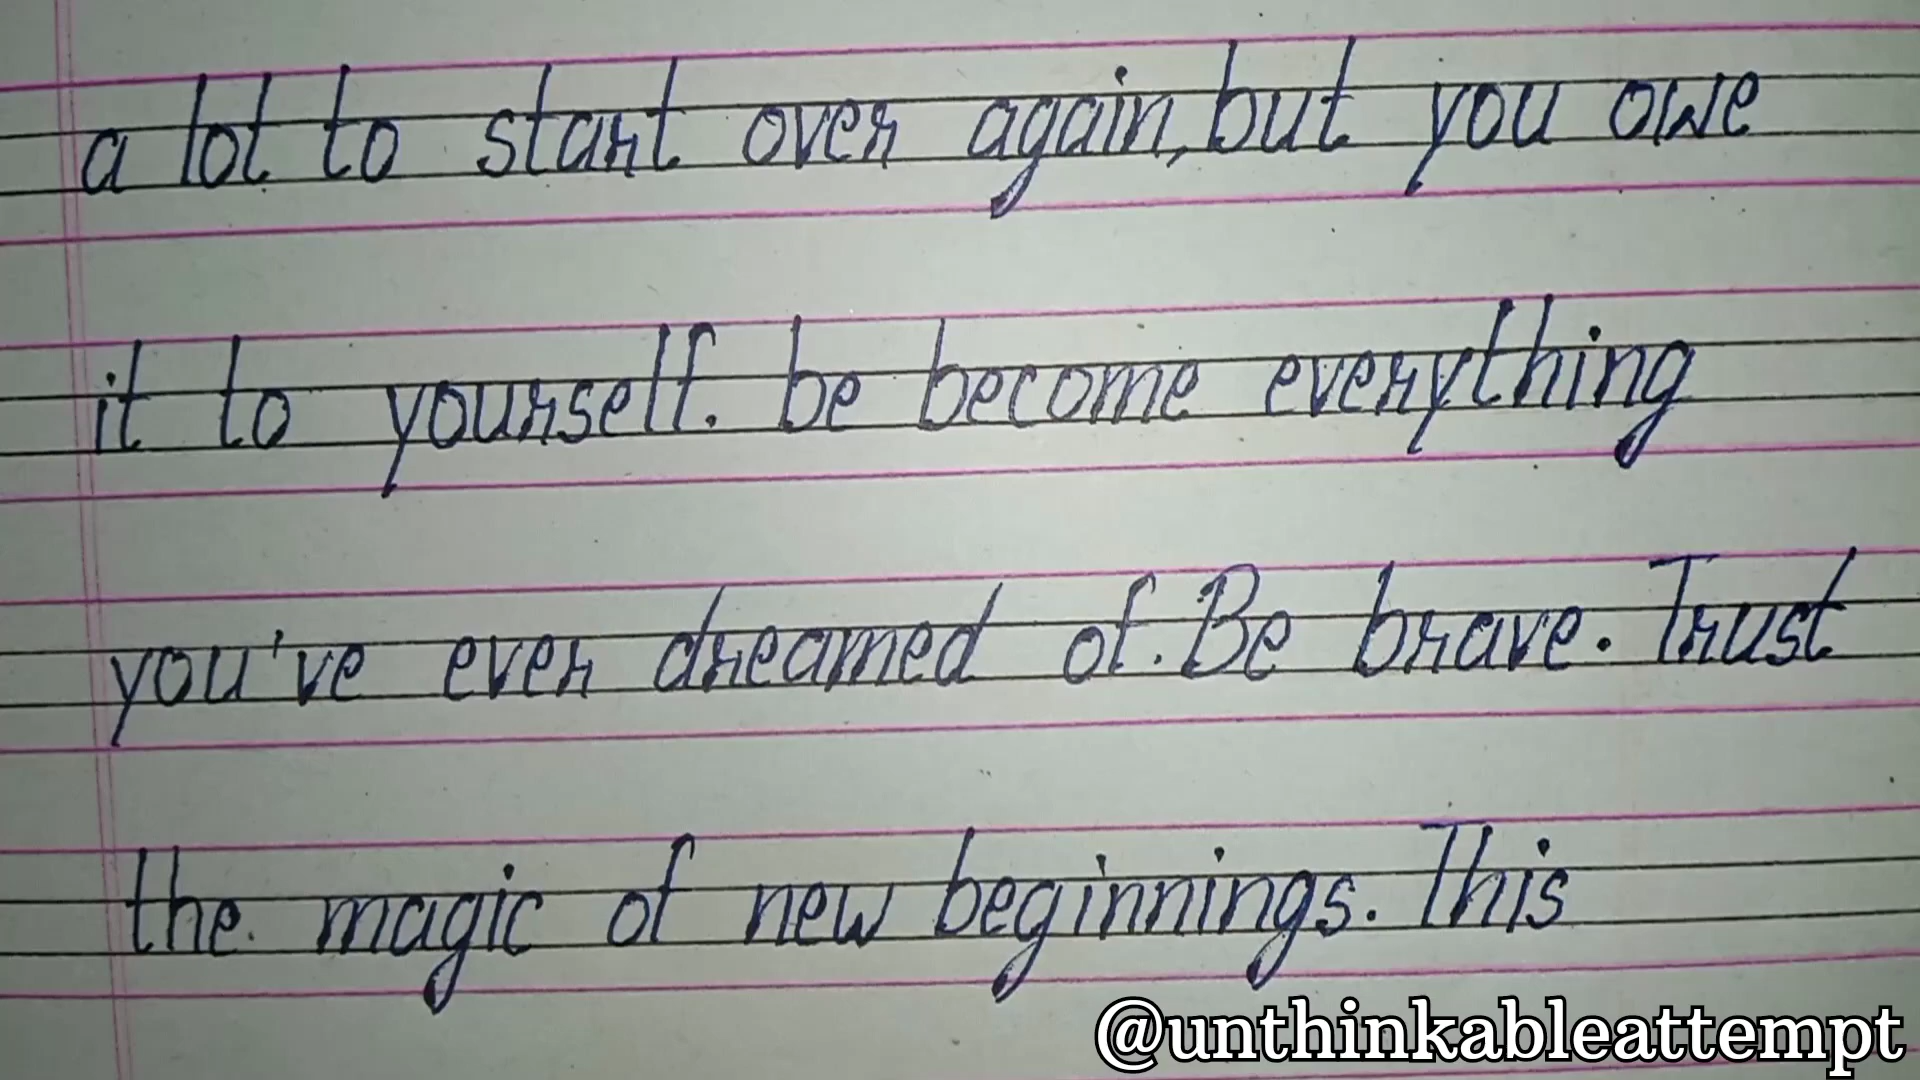 a lot to start over again, but you owe
it to yourself. be become everything
you've ever dreamed of. Be brave. Trust
the magic of new beginnings. This
@unthinkableattempt